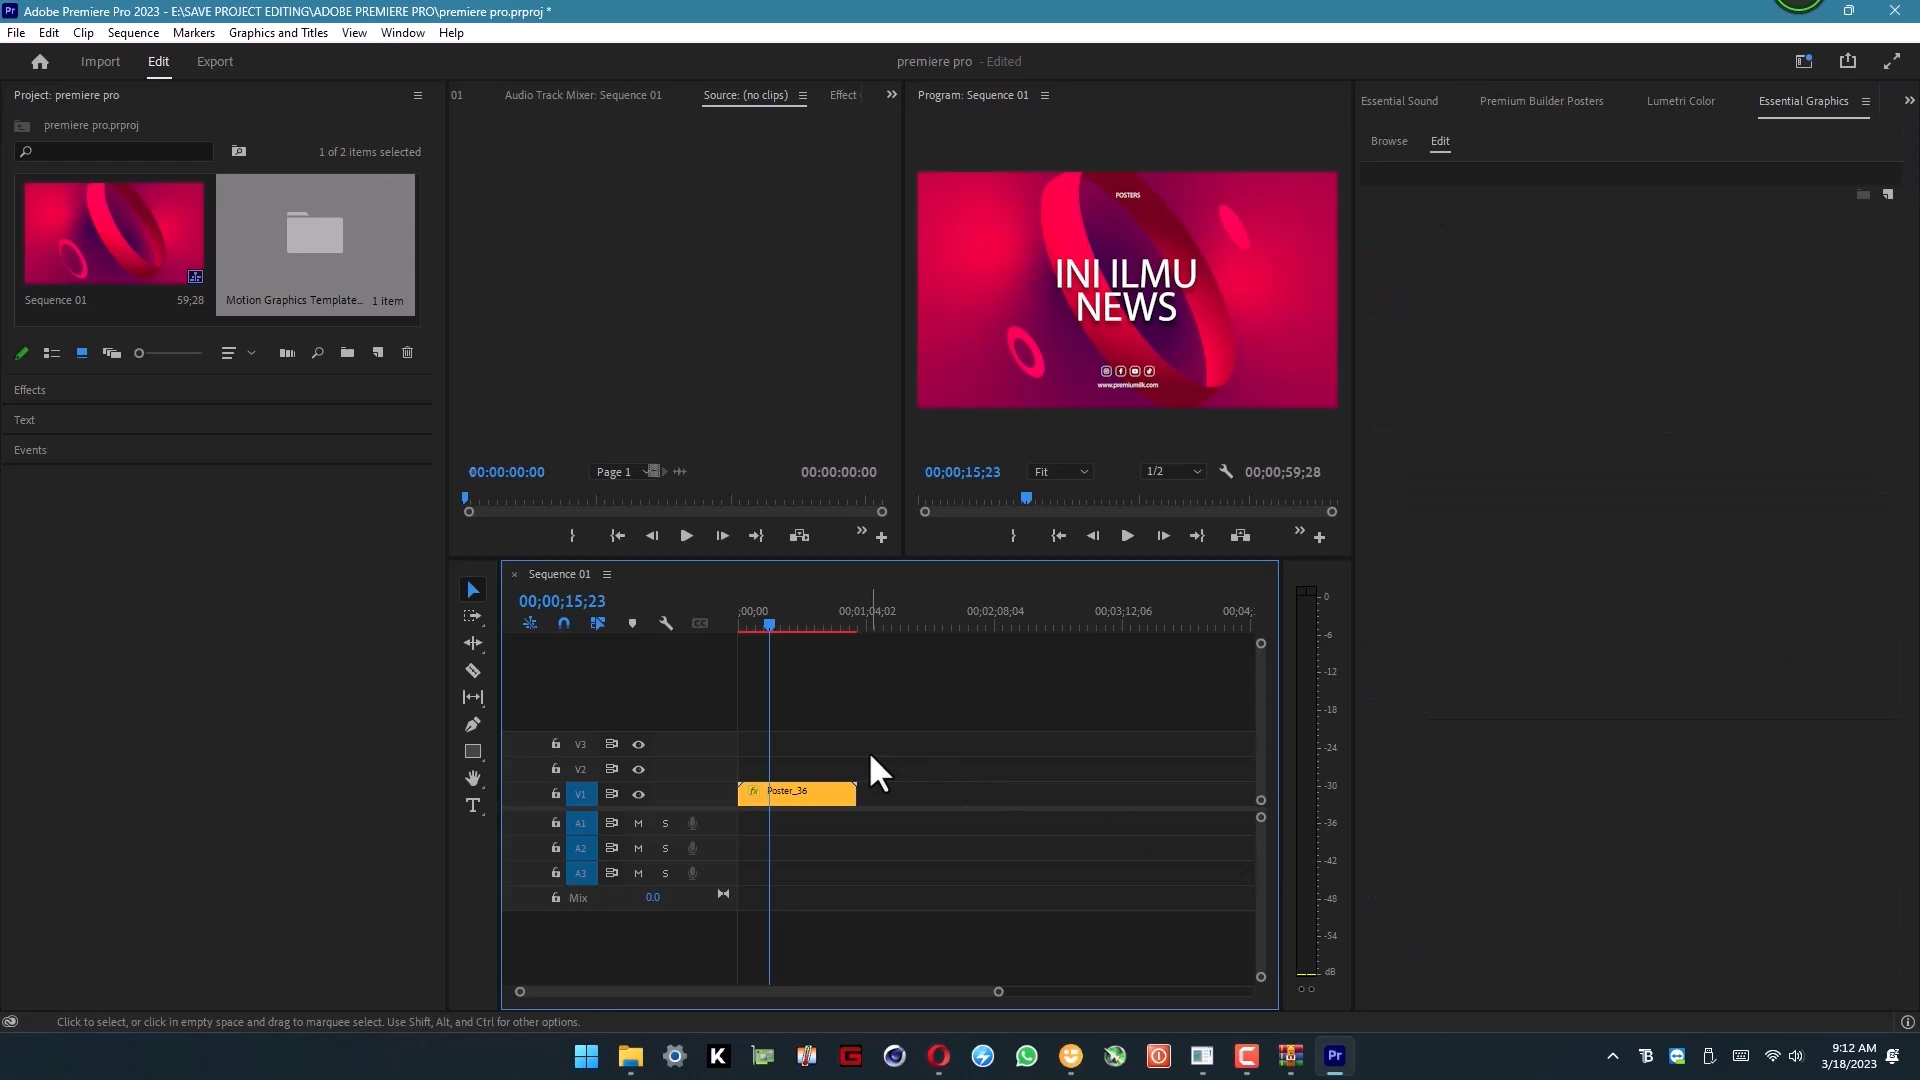 Adobe Premiere Pro 2023 - E:\SAVE PROJECT EDITING\ADOBE PREMIERE PRO\premiere pro.prproj *
File Edit Clip Sequence Markers Graphics and Titles View Window Help
Import Edit Export
premiere pro - Edited
Project: premiere pro
premiere pro.prproj
1 of 2 items selected
Sequence 01 59;28
Motion Graphics Template... 1 item
Effects
Text
Events
01 Audio Track Mixer: Sequence 01 Source: (no clips) Effect
00:00:00:00 Page 1 00:00:00:00
Program: Sequence 01
POSTERS
INI ILMU
NEWS
www.premiumilk.com
00;00;15;23 Fit 1/2 00;00;59;28
Essential Sound Premium Builder Posters Lumetri Color Essential Graphics
Browse Edit
Sequence 01
00;00;15;23
;00;00 00;01;04;02 00;02;08;04 00;03;12;06 00;04;
V3
V2
V1 fx Poster_36
A1 M S
A2 M S
A3 M S
Mix 0.0
0
-6
-12
-18
-24
-30
-36
-42
-48
-54
dB
Click to select, or click in empty space and drag to marquee select. Use Shift, Alt, and Ctrl for other options.
9:12 AM
3/18/2023